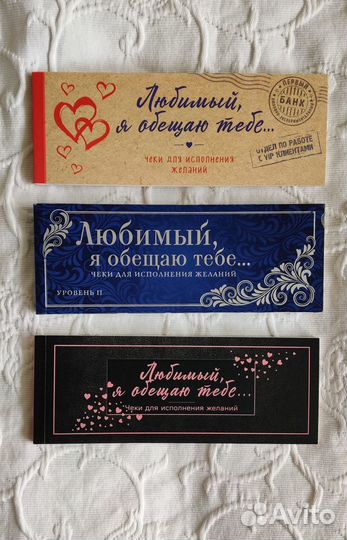 Любимый,
я обещаю тебе...
ЧЕКИ ДЛЯ ИСПОЛНЕНИЯ
ЖЕЛАНИЙ
ПЕРВЫЙ
БАНК
ОТДЕЛ ПО РАБОТЕ
С VIP КЛИЕНТАМИ
Любимый,
я обещаю тебе...
ЧЕКИ ДЛЯ ИСПОЛНЕНИЯ ЖЕЛАНИЙ
УРОВЕНЬ II
Любимый,
я обещаю тебе...
Чеки для исполнения желаний
Avito